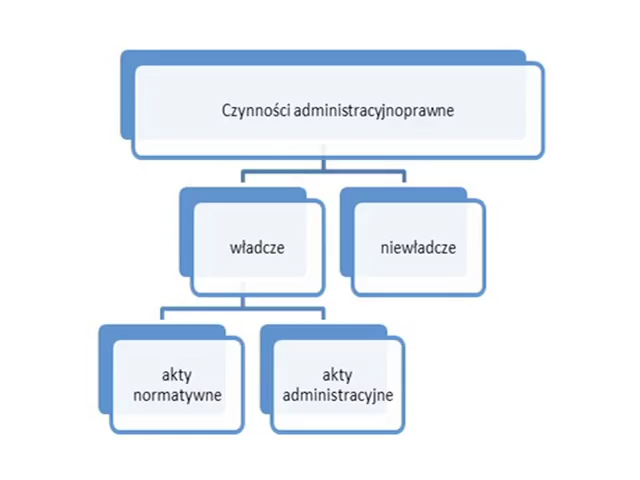 Czynności administracyjnoprawne
władcze
niewładcze
akty
normatywne
akty
administracyjne